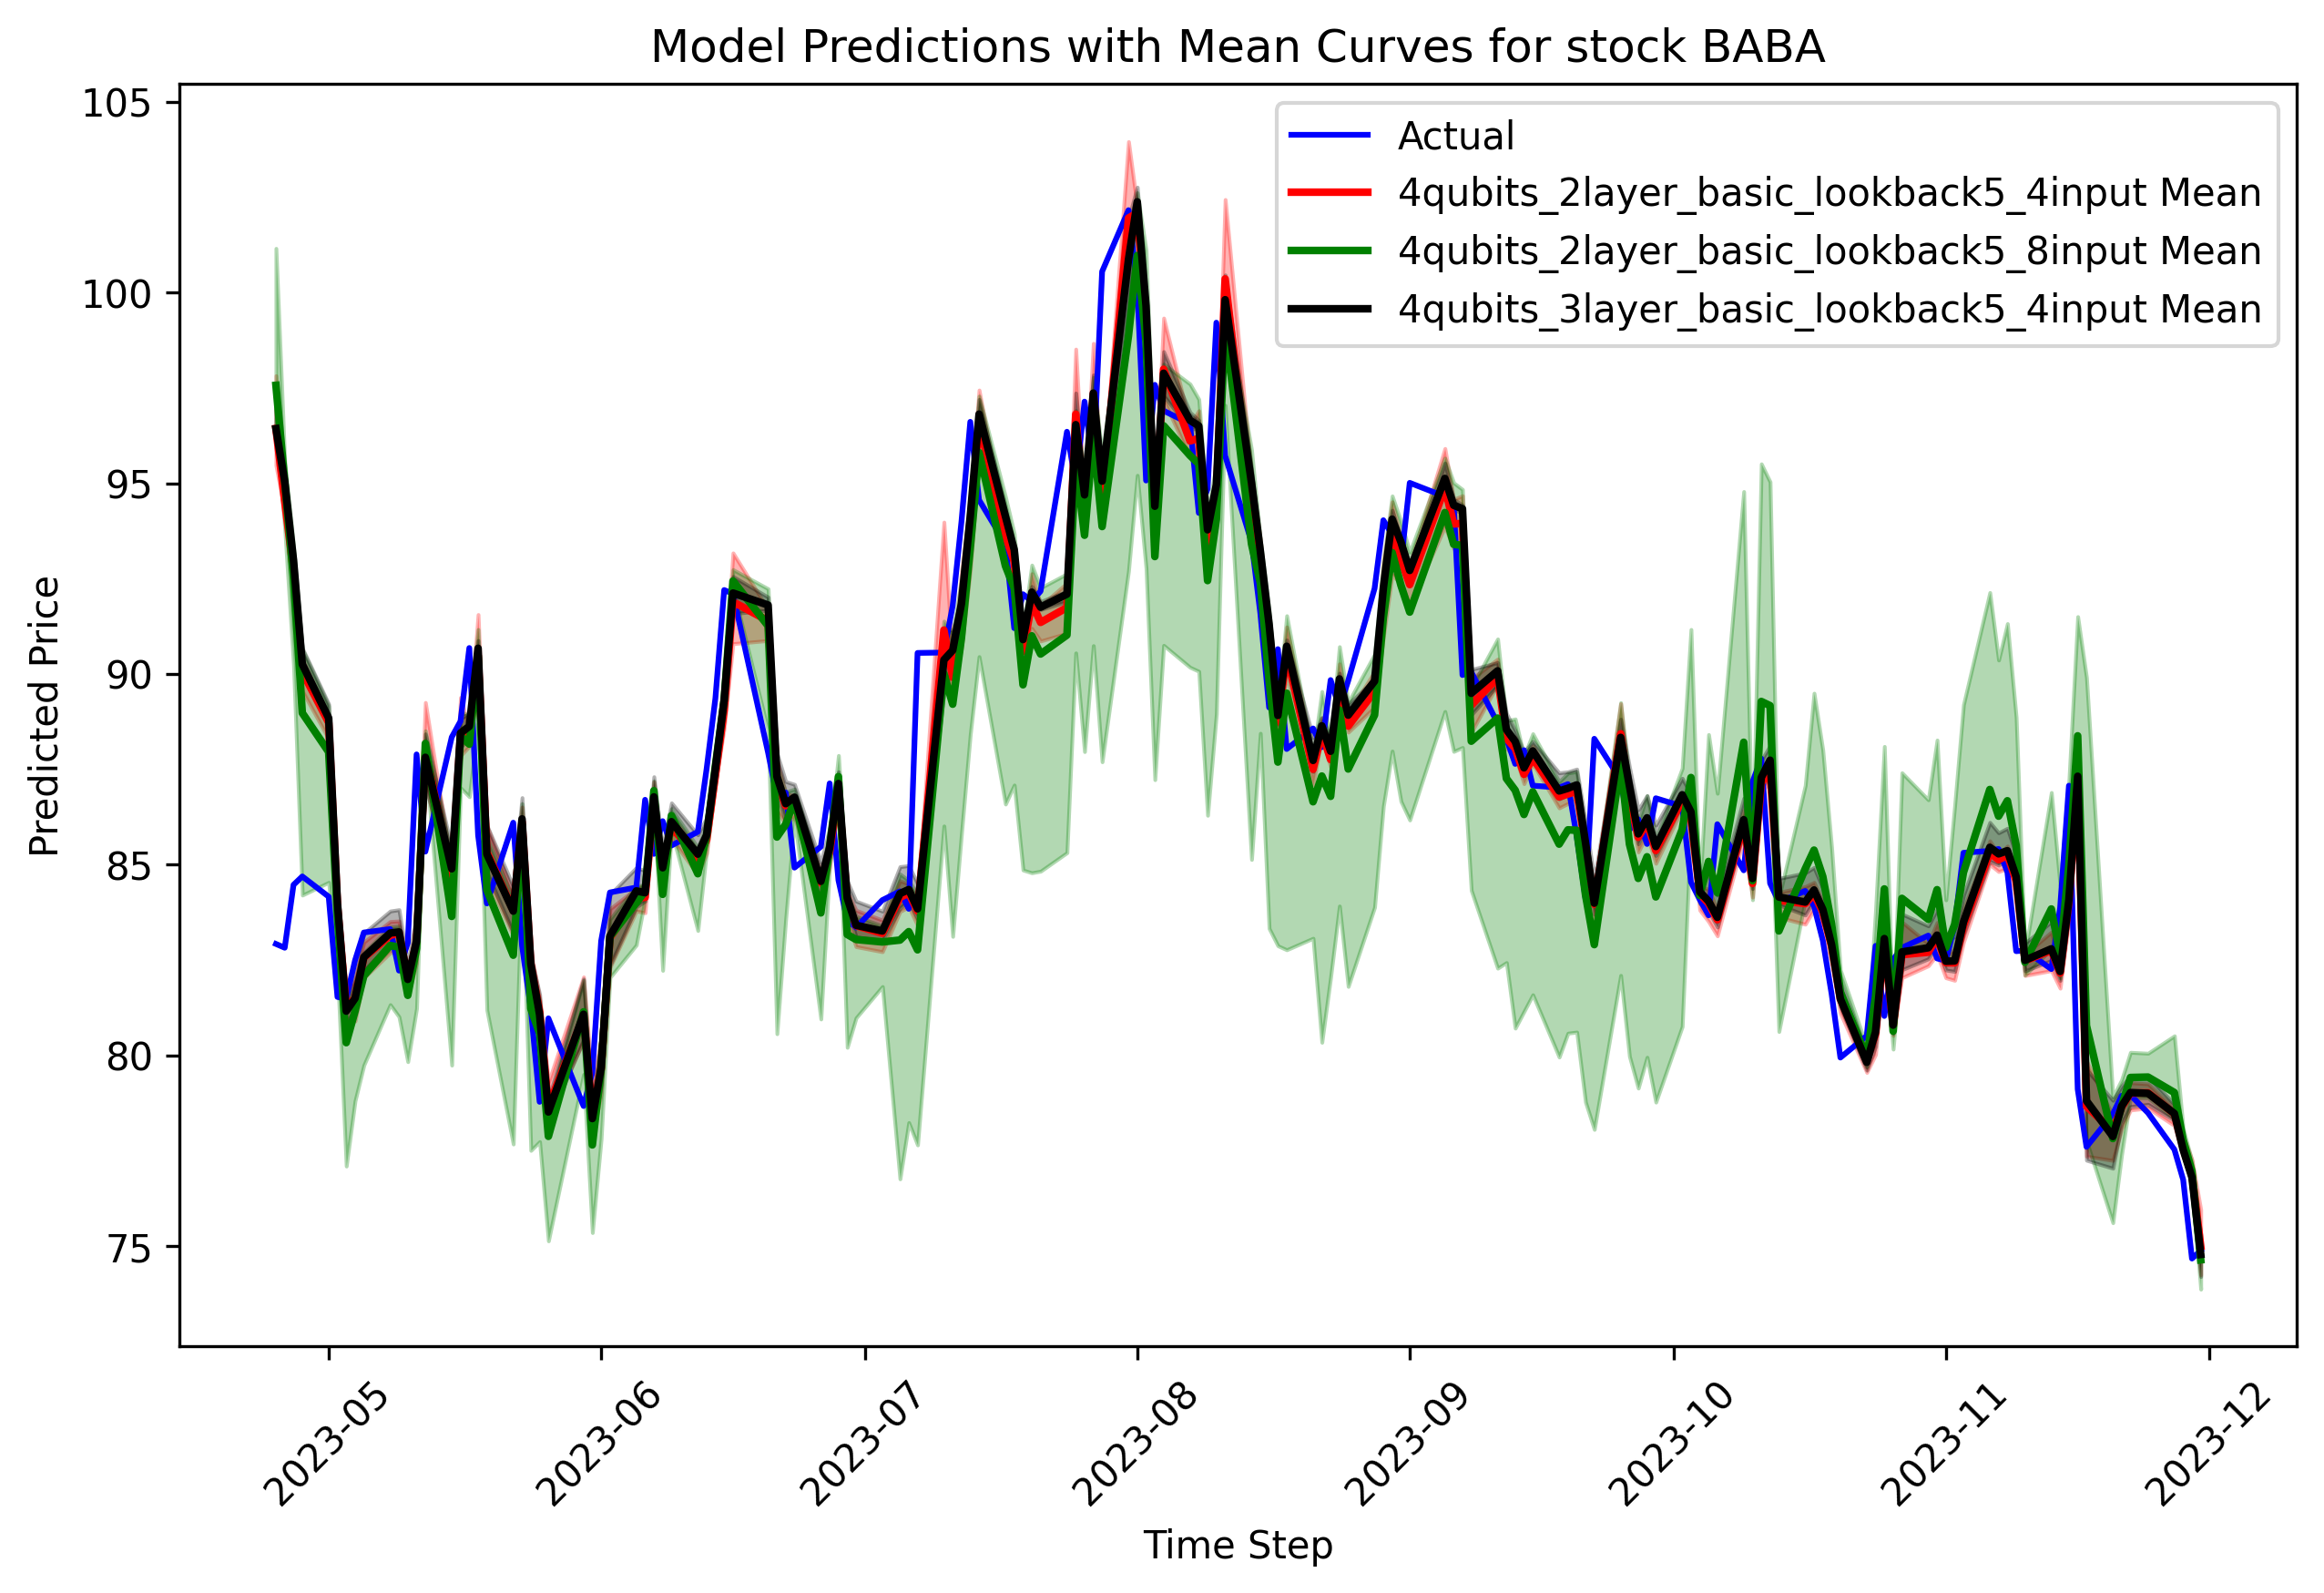 Model Predictions with Mean Curves for stock BABA
Actual
4qubits_2layer_basic_lookback5_4input Mean
4qubits_2layer_basic_lookback5_8input Mean
4qubits_3layer_basic_lookback5_4input Mean
Predicted Price
105
100
95
90
85
80
75
2023-05
2023-06
2023-07
2023-08
2023-09
2023-10
2023-11
2023-12
Time Step